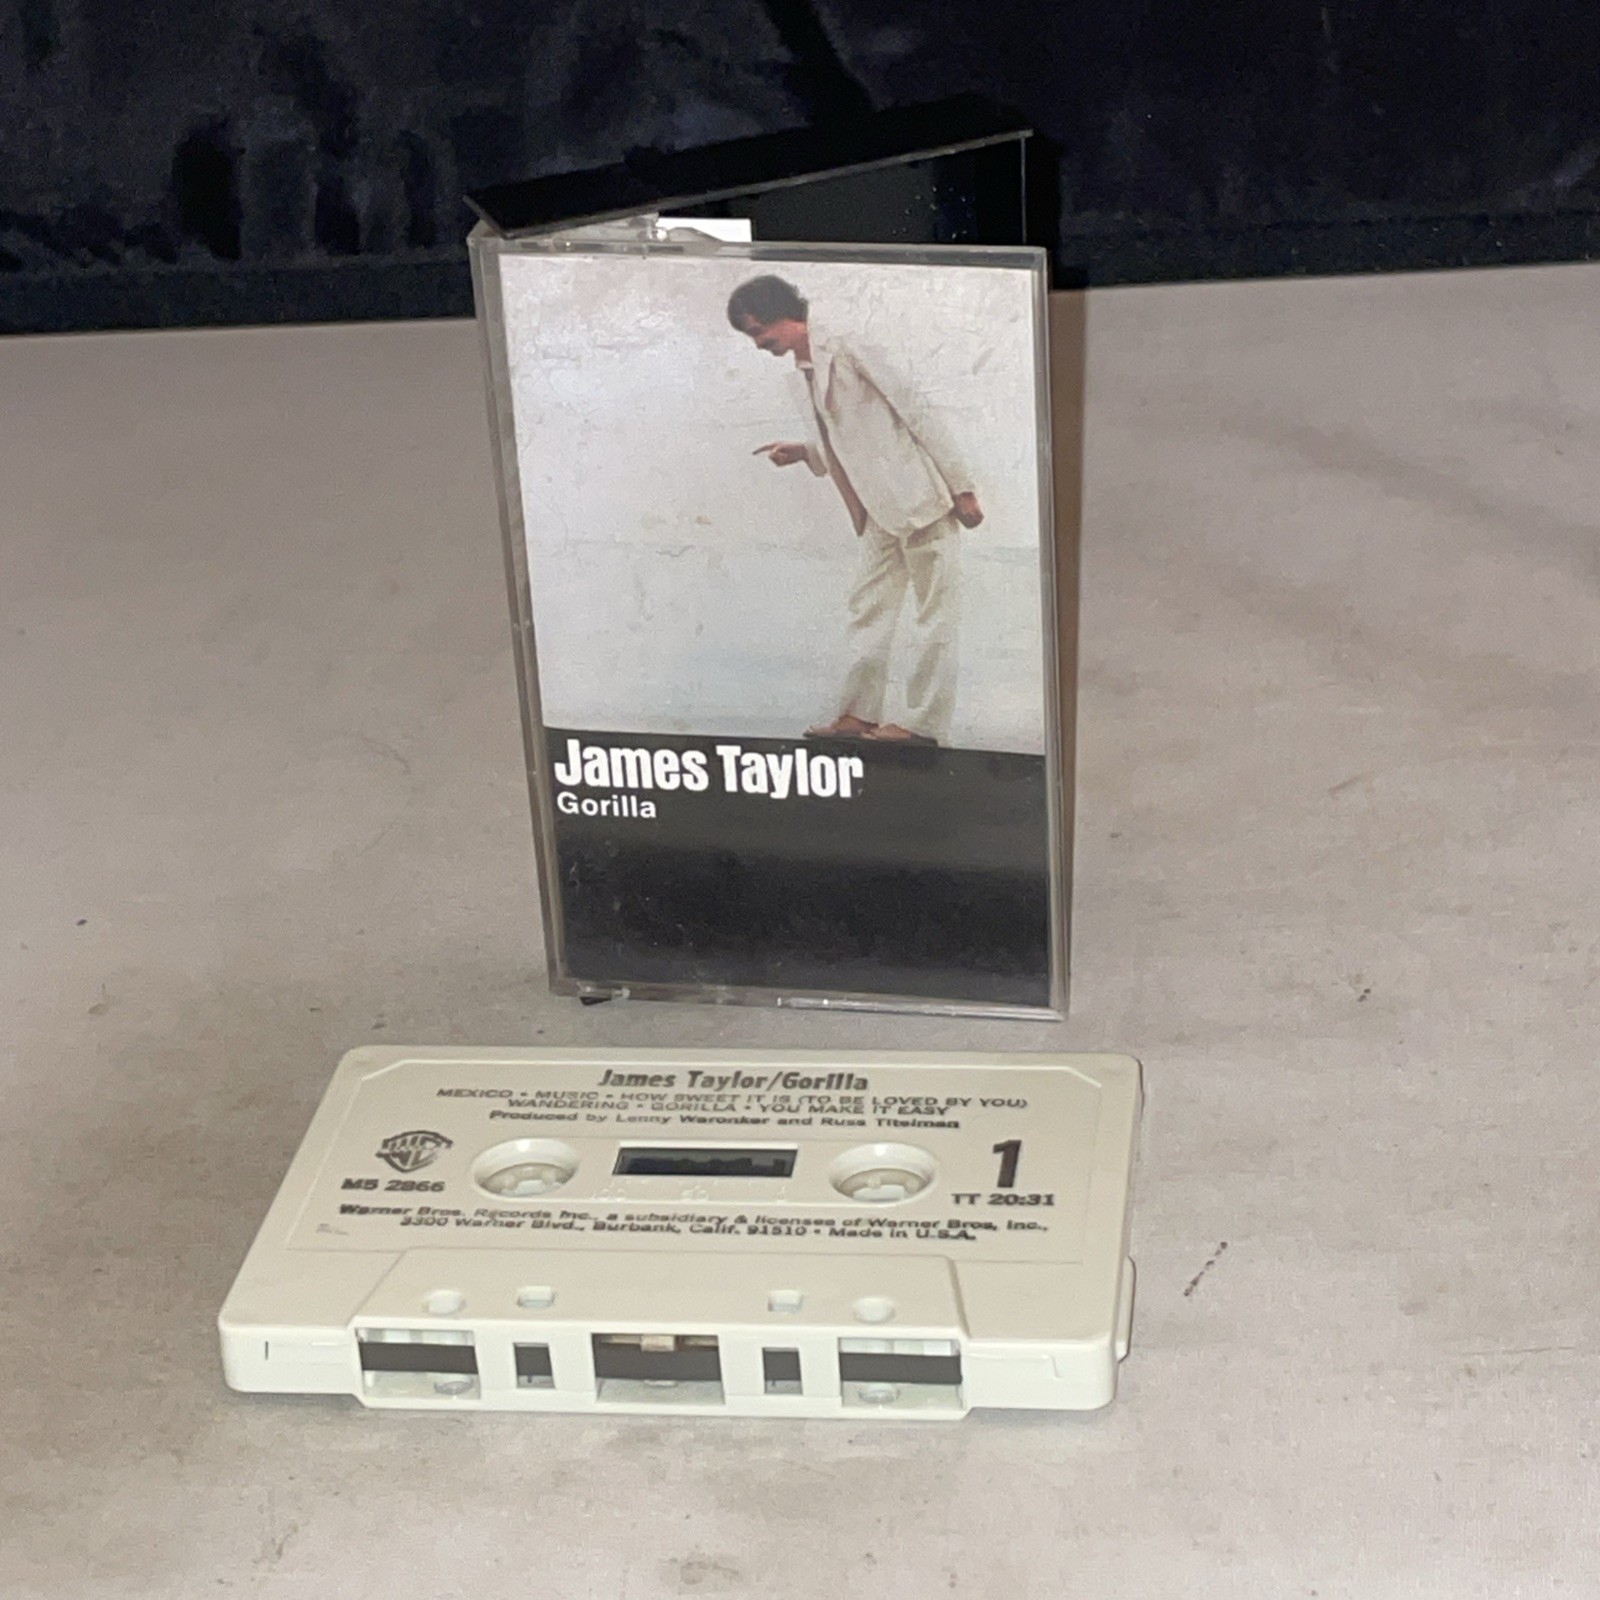 James Taylor
Gorilla
James Taylor/Gorilla
MEXICO • MUSIC • HOW SWEET IT IS (TO BE LOVED BY YOU)
WANDERING • GORILLA • YOU MAKE IT EASY
Produced by Lenny Waronker and Russ Titelman
1
M5 2866
TT 20:31
Warner Bros. Records Inc., a subsidiary & licensee of Warner Bros, Inc.,
3300 Warner Blvd., Burbank, Calif. 91510 • Made in U.S.A.